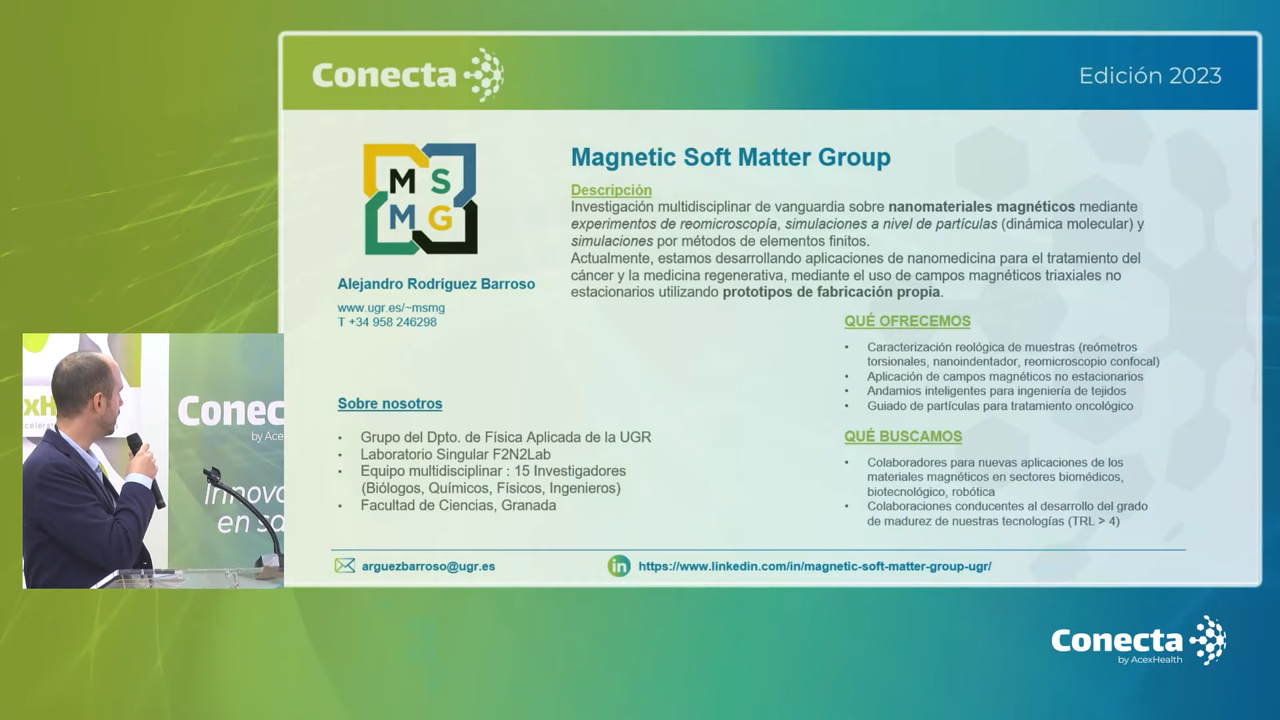 Conecta
Edición 2023
M S
M G
Magnetic Soft Matter Group
Descripción
Investigación multidisciplinar de vanguardia sobre nanomateriales magnéticos mediante
experimentos de reomicroscopía, simulaciones a nivel de partículas (dinámica molecular) y
simulaciones por métodos de elementos finitos.
Actualmente, estamos desarrollando aplicaciones de nanomedicina para el tratamiento del
cáncer y la medicina regenerativa, mediante el uso de campos magnéticos triaxiales no
estacionarios utilizando prototipos de fabricación propia.
Alejandro Rodríguez Barroso
www.ugr.es/~msmg
T +34 958 246298
QUÉ OFRECEMOS
• Caracterización reológica de muestras (reómetros
torsionales, nanoindentador, reomicroscopio confocal)
• Aplicación de campos magnéticos no estacionarios
• Andamios inteligentes para ingeniería de tejidos
• Guiado de partículas para tratamiento oncológico
Sobre nosotros
• Grupo del Dpto. de Física Aplicada de la UGR
• Laboratorio Singular F2N2Lab
• Equipo multidisciplinar : 15 Investigadores
(Biólogos, Químicos, Físicos, Ingenieros)
• Facultad de Ciencias, Granada
QUÉ BUSCAMOS
• Colaboradores para nuevas aplicaciones de los
materiales magnéticos en sectores biomédicos,
biotecnológico, robótica
• Colaboraciones conducentes al desarrollo del grado
de madurez de nuestras tecnologías (TRL > 4)
arguezbarroso@ugr.es
in https://www.linkedin.com/in/magnetic-soft-matter-group-ugr/
xH
Conec
by Ace
Innova
en sa
Conecta
by AcexHealth